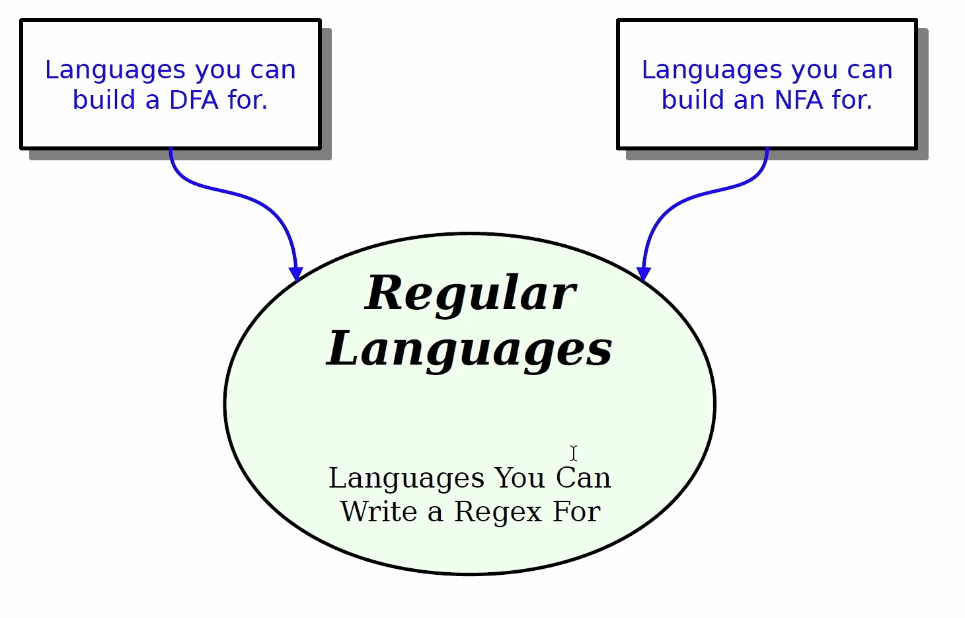 Languages you can
build a DFA for.
Languages you can
build an NFA for.
Regular
Languages
Languages You Can
Write a Regex For